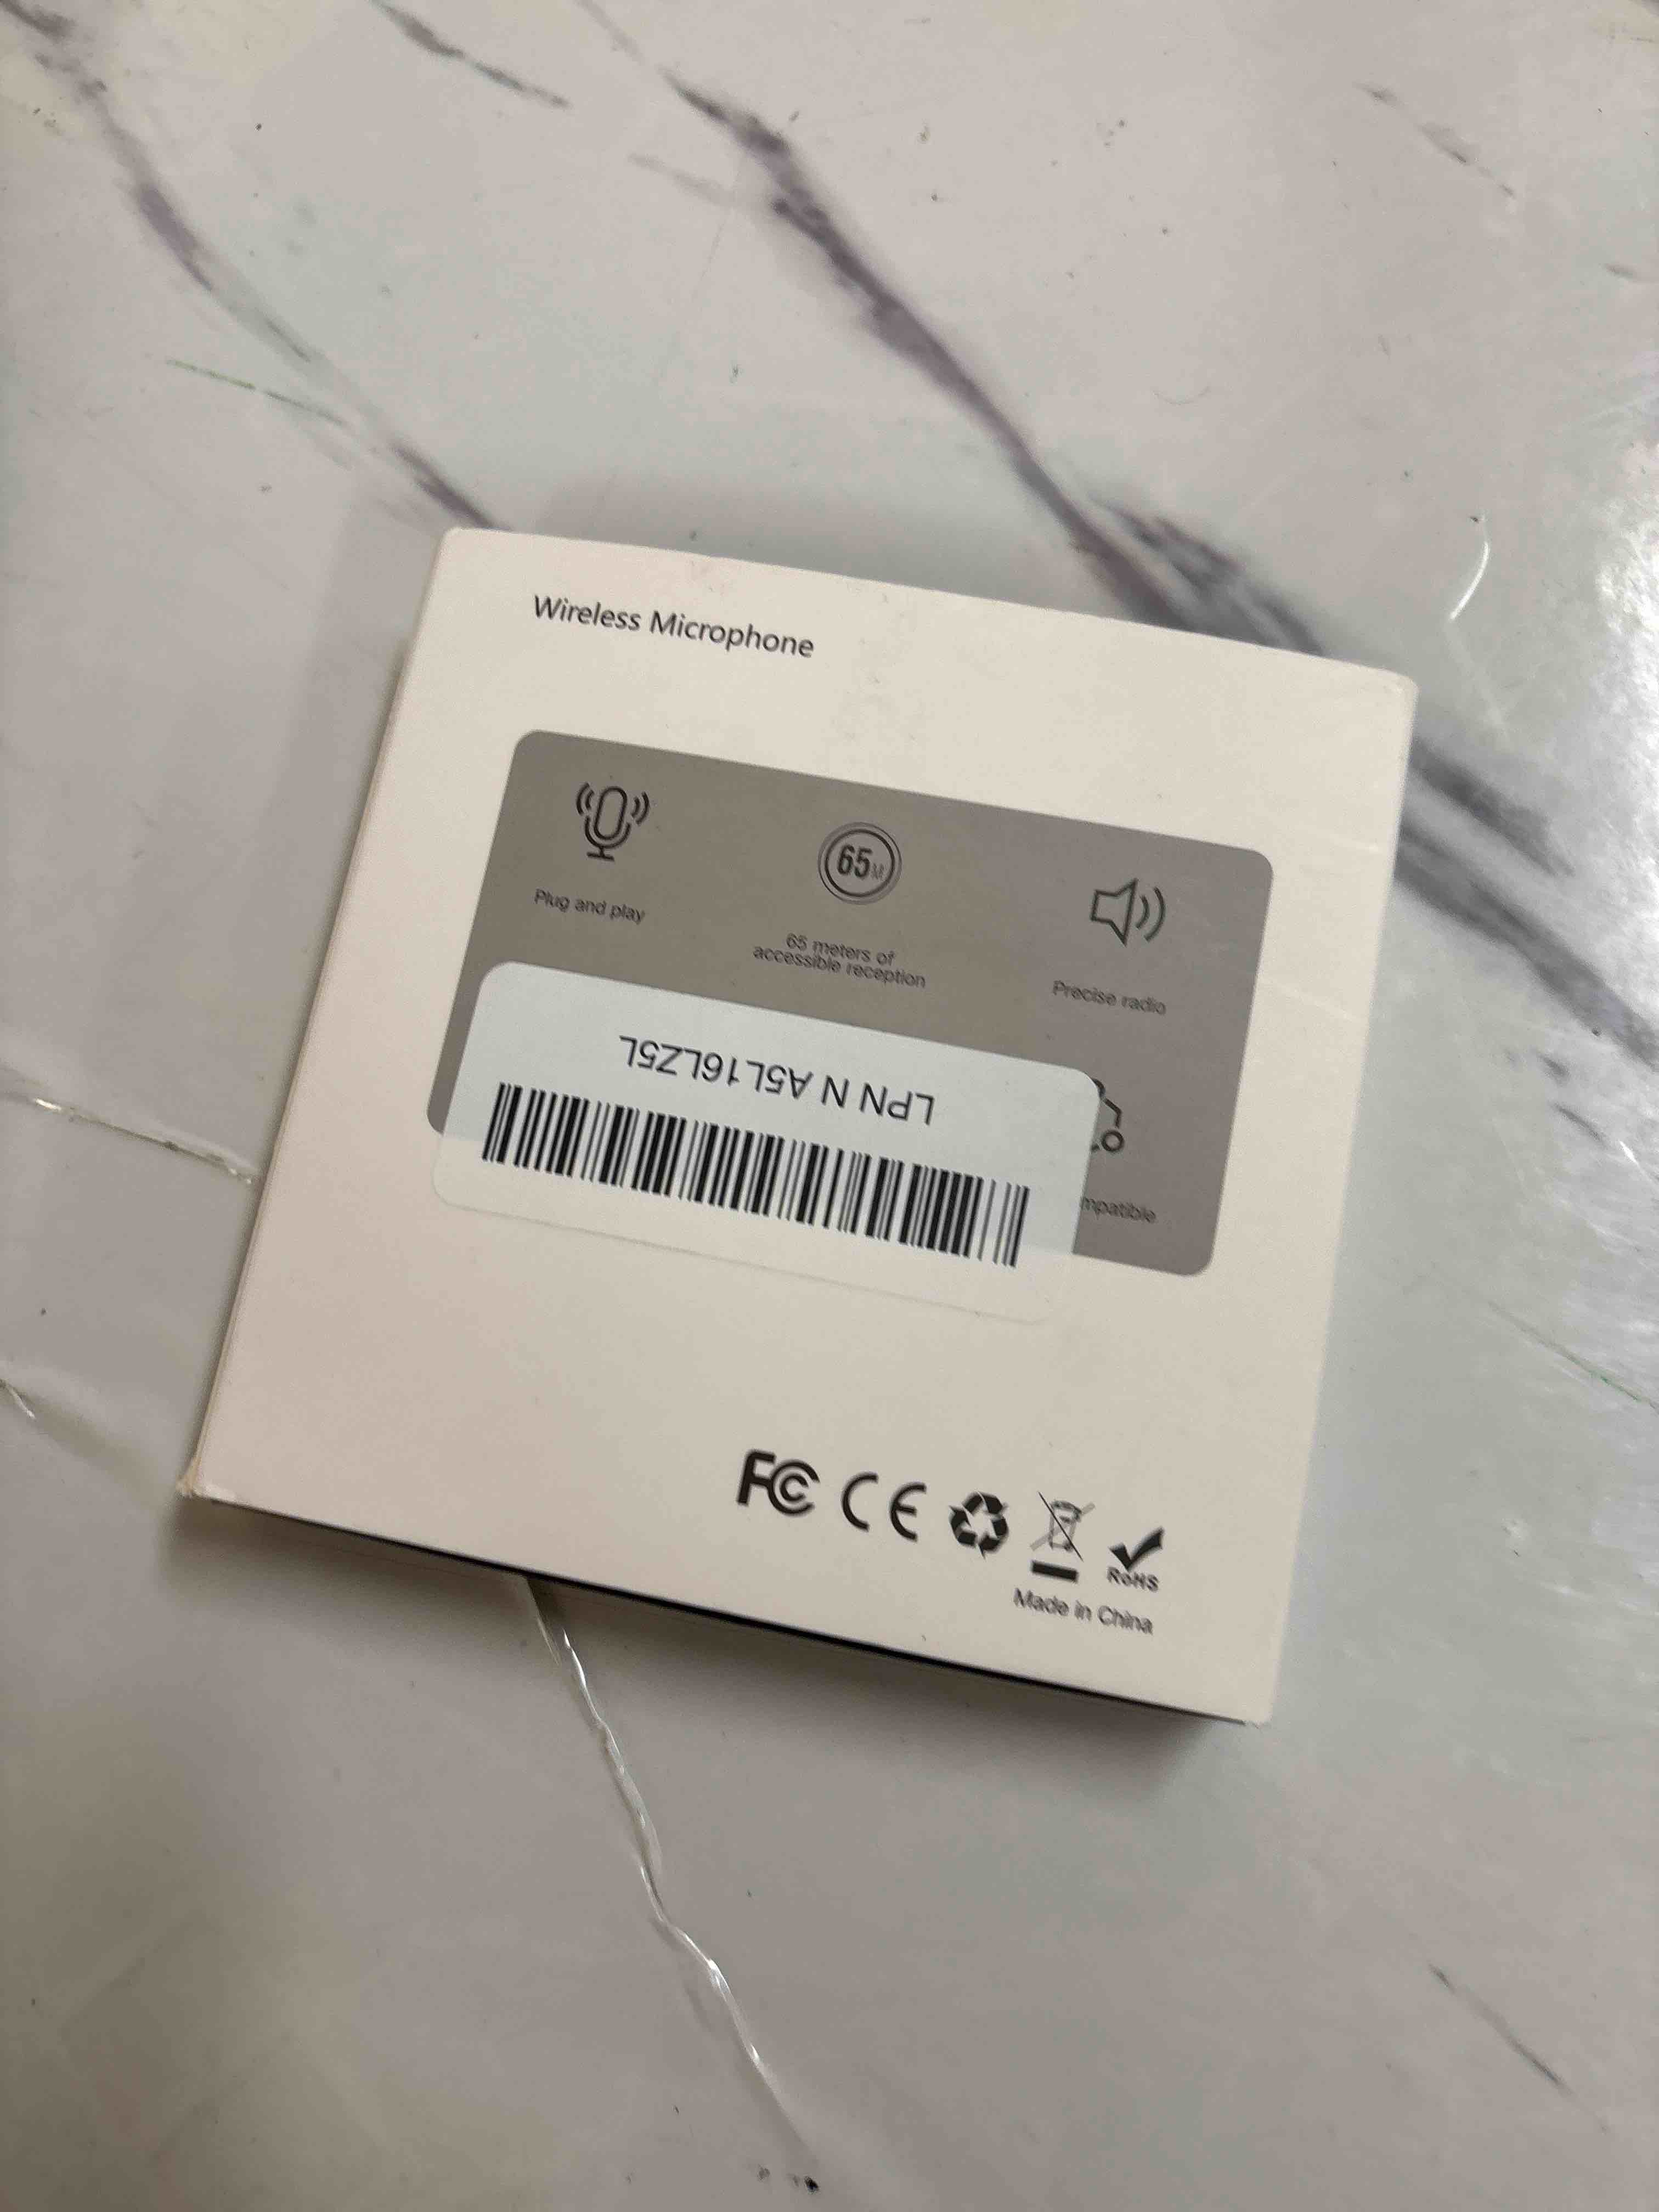 Wireless Microphone
65M
Plug and play
65 meters of
accessible reception
Precise radio
LPN N A5L16LZ5L
mpatible
FC CE
RoHS
Made in China